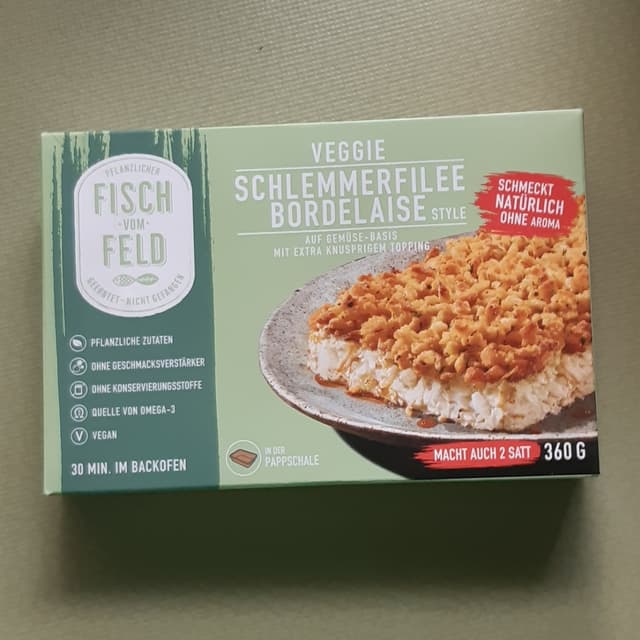 PFLANZLICHER
FISCH
-VOM-
FELD
GEERNTET-NICHT GEFANGEN
VEGGIE
SCHLEMMERFILEE
BORDELAISE STYLE
AUF GEMÜSE-BASIS
MIT EXTRA KNUSPRIGEM TOPPING
SCHMECKT
NATÜRLICH
OHNE AROMA
PFLANZLICHE ZUTATEN
OHNE GESCHMACKSVERSTÄRKER
OHNE KONSERVIERUNGSSTOFFE
QUELLE VON OMEGA-3
V VEGAN
30 MIN. IM BACKOFEN
IN DER
PAPPSCHALE
MACHT AUCH 2 SATT 360 G